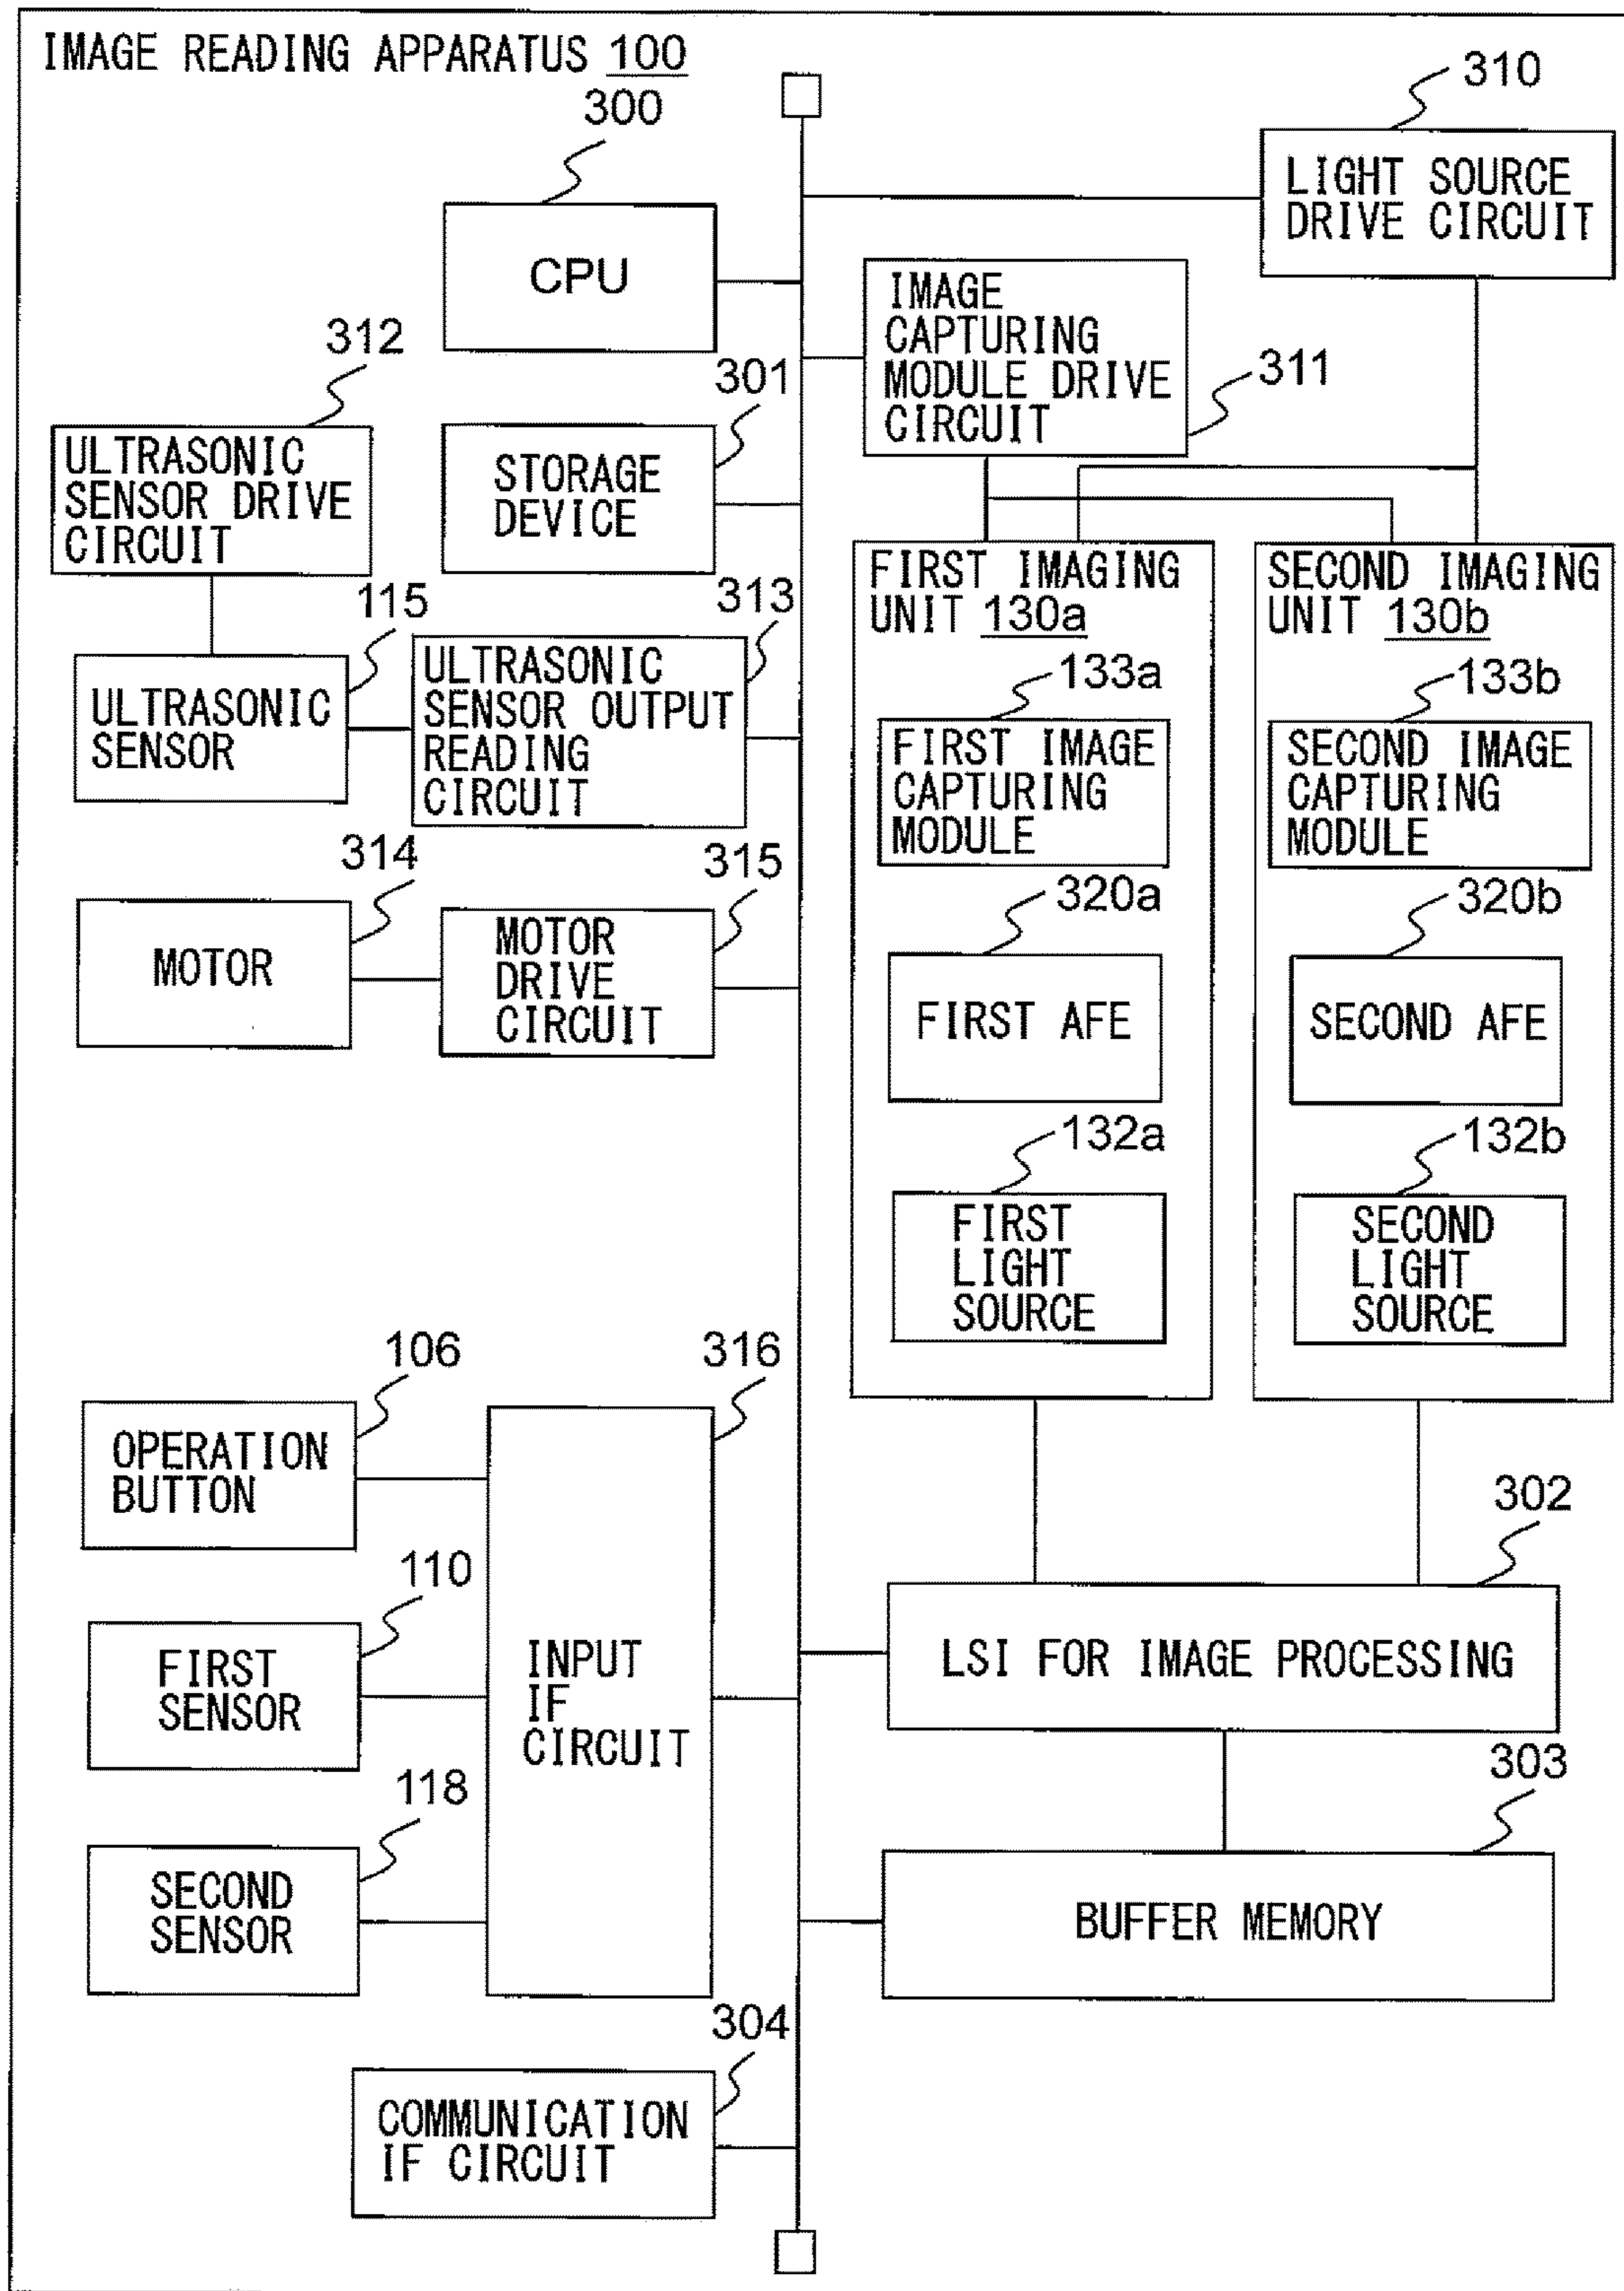 IMAGE READING APPARATUS 100
300
CPU
310
LIGHT SOURCE
DRIVE CIRCUIT
IMAGE
CAPTURING
MODULE DRIVE
CIRCUIT
311
312
ULTRASONIC
SENSOR DRIVE
CIRCUIT
301
STORAGE
DEVICE
115
ULTRASONIC
SENSOR
313
ULTRASONIC
SENSOR OUTPUT
READING
CIRCUIT
FIRST IMAGING
UNIT 130a
133a
FIRST IMAGE
CAPTURING
MODULE
320a
FIRST AFE
132a
FIRST
LIGHT
SOURCE
SECOND IMAGING
UNIT 130b
133b
SECOND IMAGE
CAPTURING
MODULE
320b
SECOND AFE
132b
SECOND
LIGHT
SOURCE
314
MOTOR
315
MOTOR
DRIVE
CIRCUIT
106
OPERATION
BUTTON
110
FIRST
SENSOR
118
SECOND
SENSOR
316
INPUT
IF
CIRCUIT
302
LSI FOR IMAGE PROCESSING
303
BUFFER MEMORY
304
COMMUNICATION
IF CIRCUIT